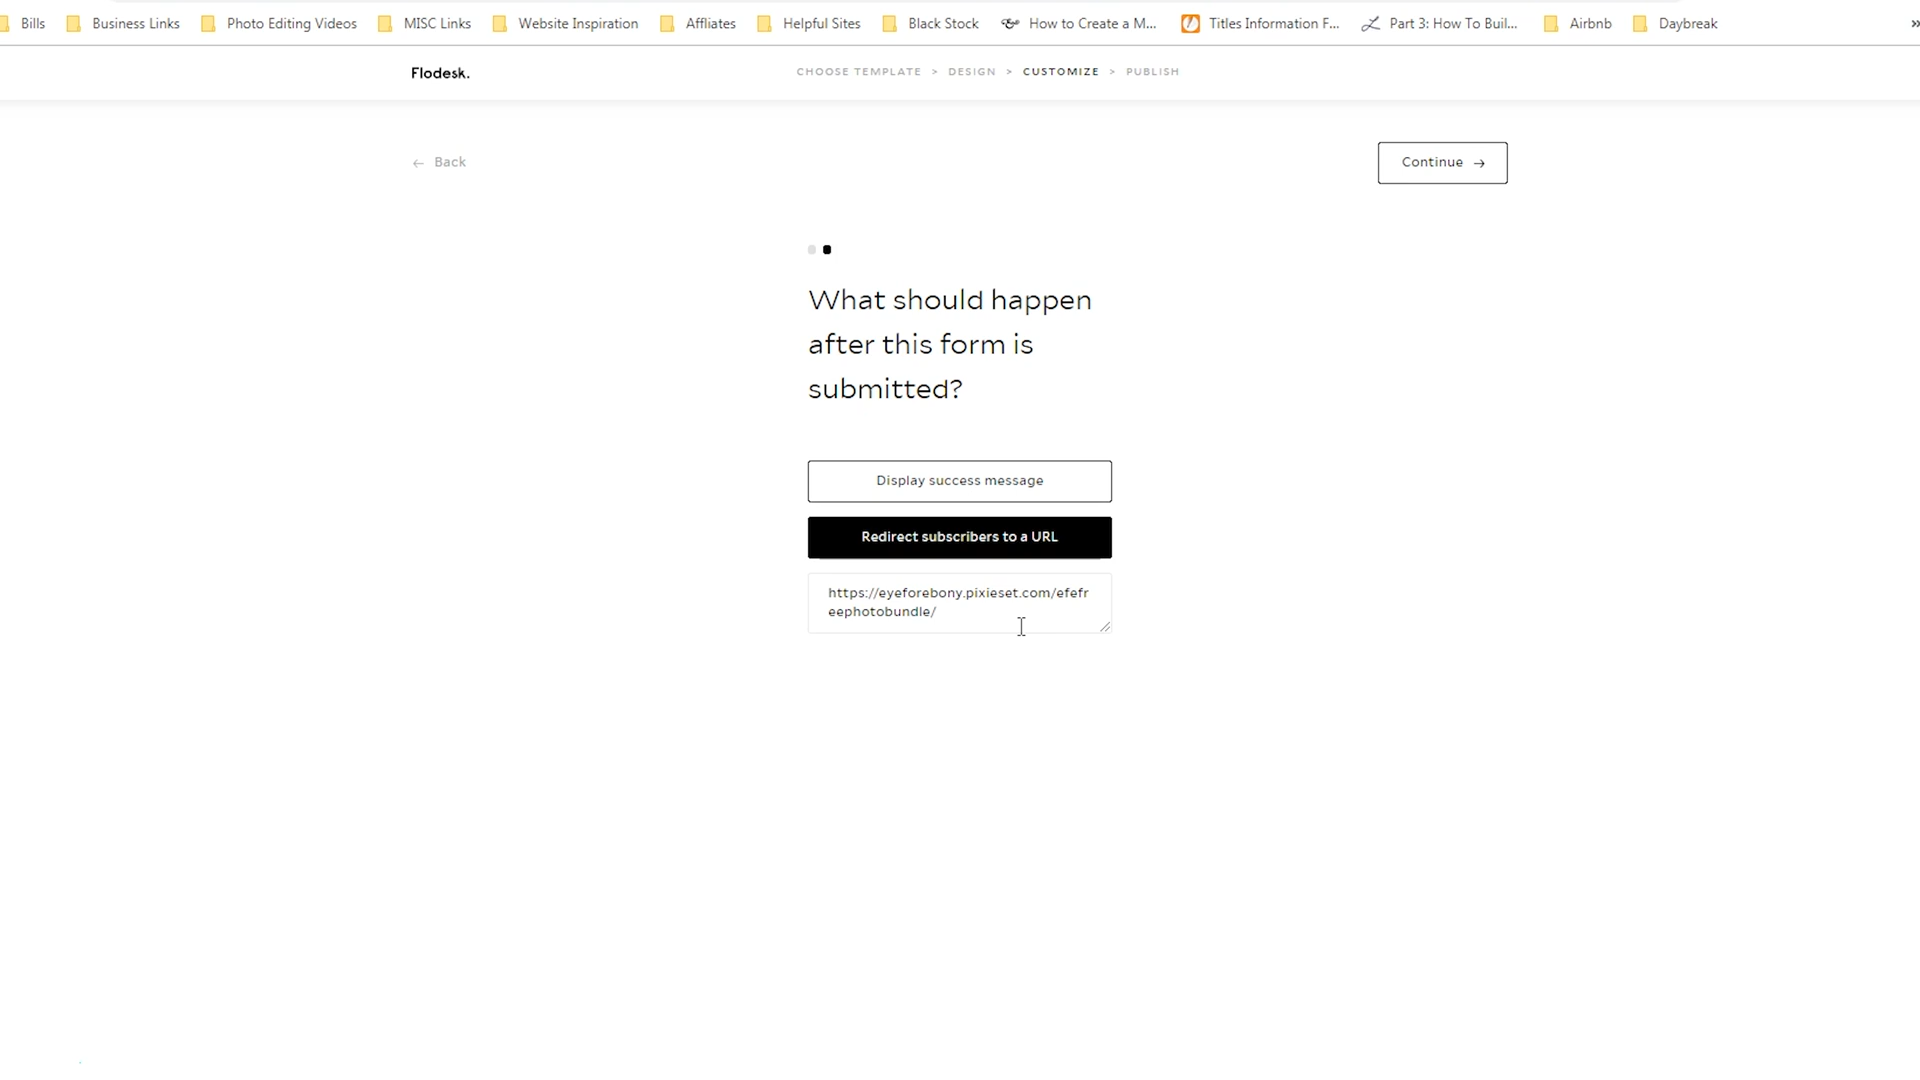 Bills Business Links Photo Editing Videos MISC Links Website Inspiration Affliates Helpful Sites Black Stock How to Create a M... Titles Information F... Part 3: How To Buil... Airbnb Daybreak »
Flodesk. CHOOSE TEMPLATE > DESIGN > CUSTOMIZE > PUBLISH
← Back Continue →
What should happen
after this form is
submitted?
Display success message
Redirect subscribers to a URL
https://eyeforebony.pixieset.com/efefr
eephotobundle/